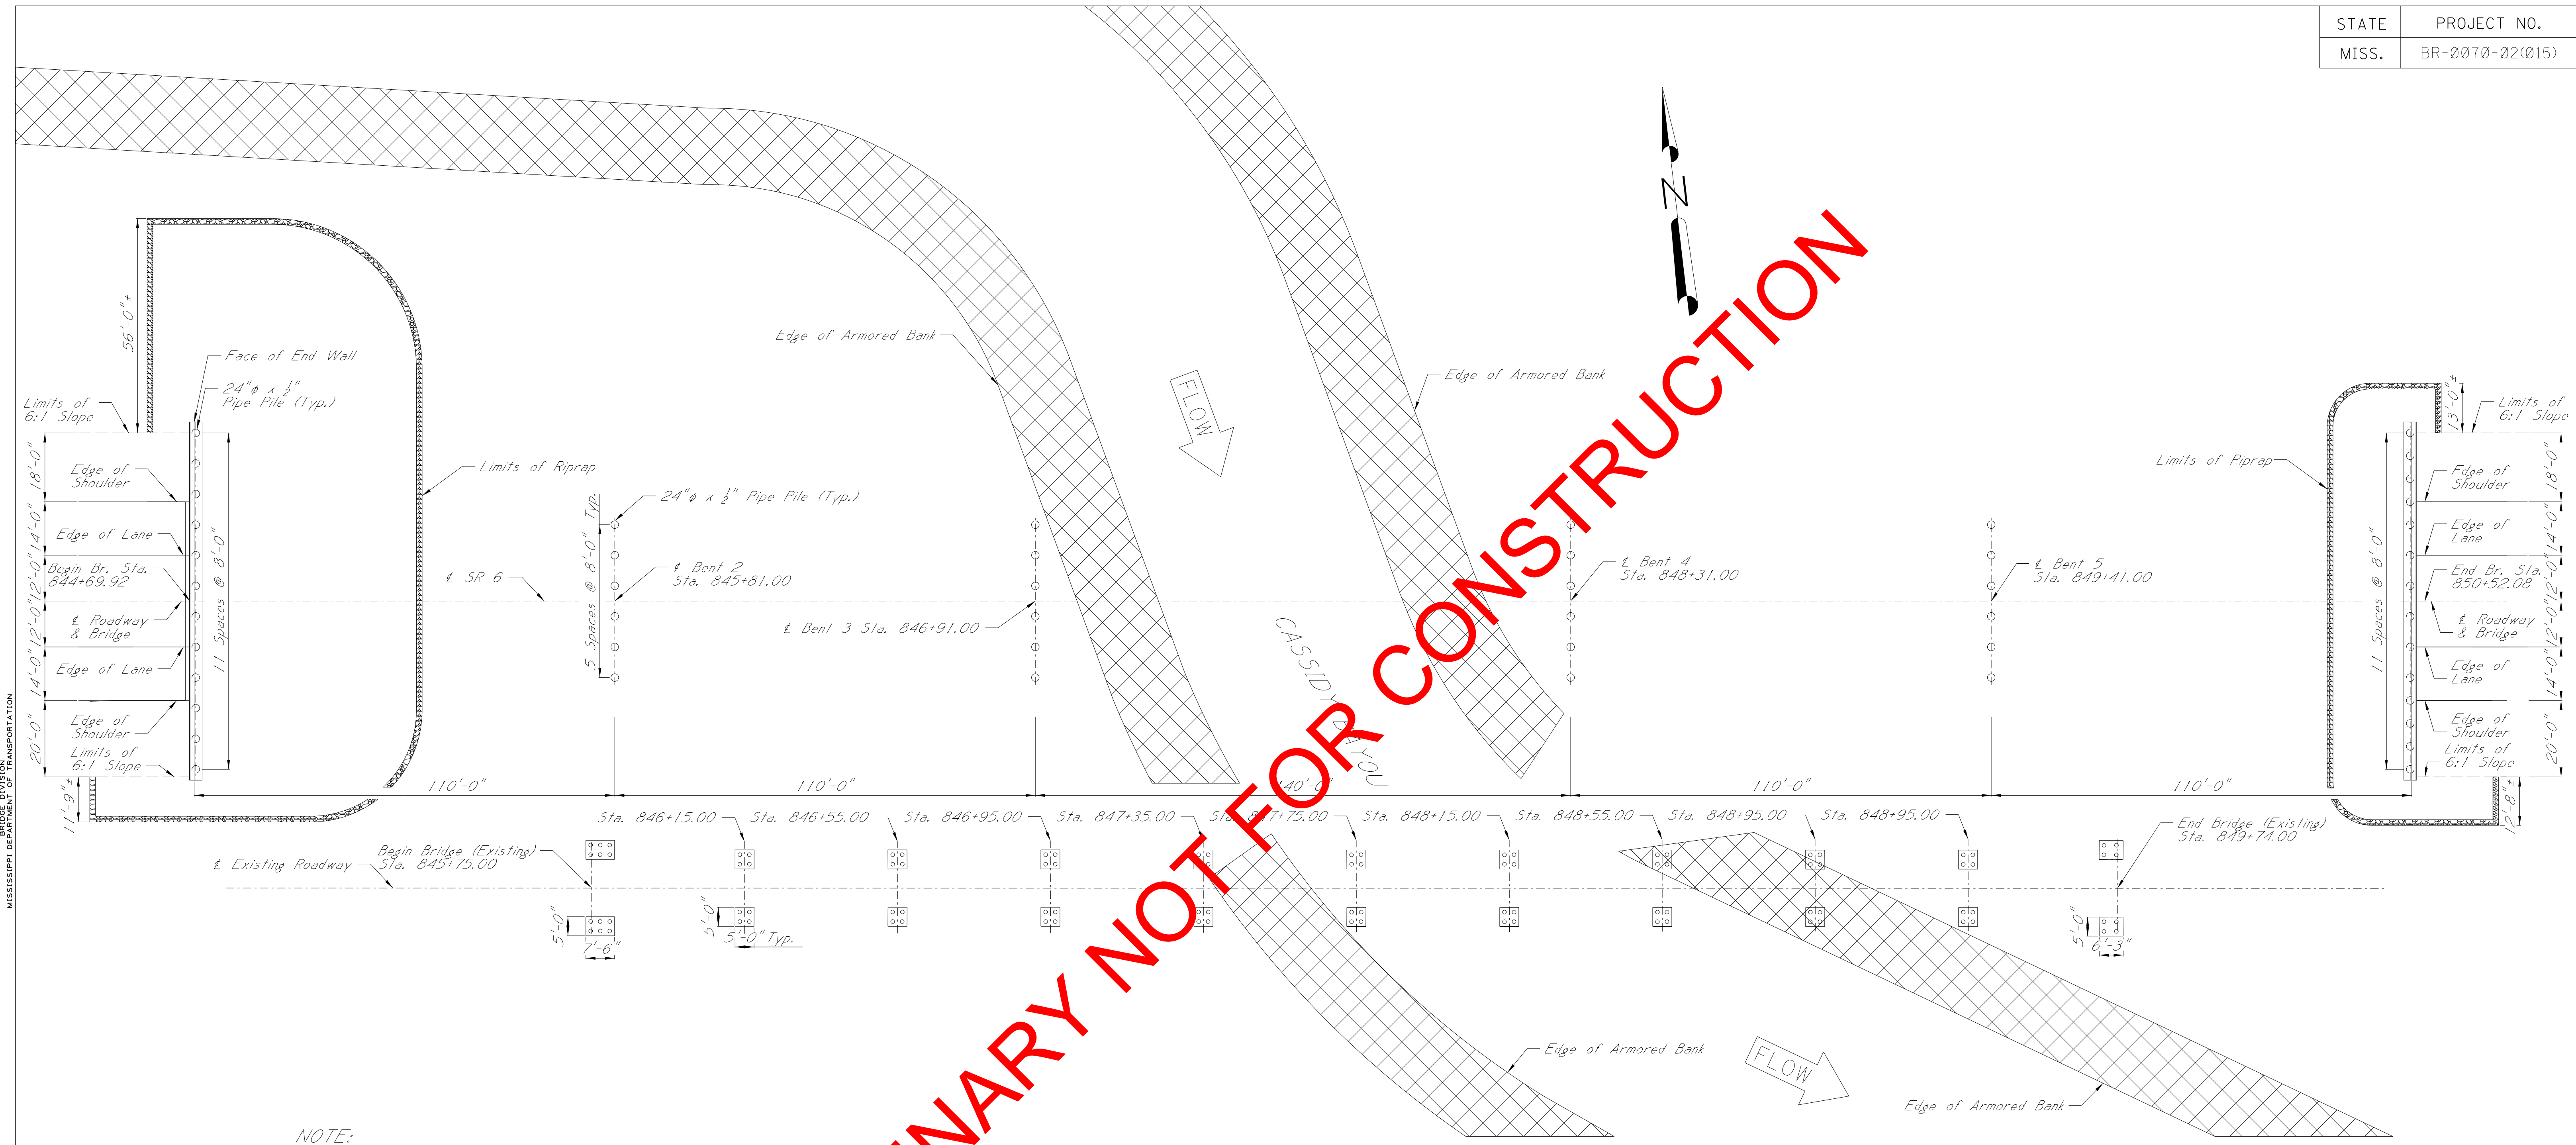 STATE PROJECT NO.
MISS. BR-0070-02(015)
56'-0"±
Face of End Wall
24"ϕ x 1/2"
Pipe Pile (Typ.)
Limits of
6:1 Slope
18'-0"
Edge of
Shoulder
14'-0"
Edge of Lane
12'-0"
Begin Br. Sta.
844+69.92
12'-0"
℄ Roadway
& Bridge
14'-0"
Edge of Lane
20'-0"
Edge of
Shoulder
Limits of
6:1 Slope
11'-9"±
11 Spaces @ 8'-0"
Limits of Riprap
℄ SR 6
24"ϕ x 1/2" Pipe Pile (Typ.)
5 Spaces @ 8'-0" Typ.
℄ Bent 2
Sta. 845+81.00
℄ Bent 3 Sta. 846+91.00
Edge of Armored Bank
FLOW
N
Edge of Armored Bank
CASSIDY BAYOU
℄ Bent 4
Sta. 848+31.00
℄ Bent 5
Sta. 849+41.00
Limits of Riprap
11 Spaces @ 8'-0"
13'-0"±
Limits of
6:1 Slope
18'-0"
Edge of
Shoulder
14'-0"
Edge of
Lane
12'-0"
End Br. Sta.
850+52.08
12'-0"
℄ Roadway
& Bridge
14'-0"
Edge of
Lane
20'-0"
Edge of
Shoulder
Limits of
6:1 Slope
12'-8"±
110'-0"
110'-0"
140'-0"
110'-0"
110'-0"
Sta. 846+15.00
Sta. 846+55.00
Sta. 846+95.00
Sta. 847+35.00
Sta. 847+75.00
Sta. 848+15.00
Sta. 848+55.00
Sta. 848+95.00
Sta. 848+95.00
℄ Existing Roadway
Begin Bridge (Existing)
Sta. 845+75.00
End Bridge (Existing)
Sta. 849+74.00
5'-0"
7'-6"
5'-0"
5'-0" Typ.
5'-0"
6'-3"
Edge of Armored Bank
FLOW
Edge of Armored Bank
NOTE:
BRIDGE DIVISION
MISSISSIPPI DEPARTMENT OF TRANSPORTATION
INARY NOT FOR CONSTRUCTION